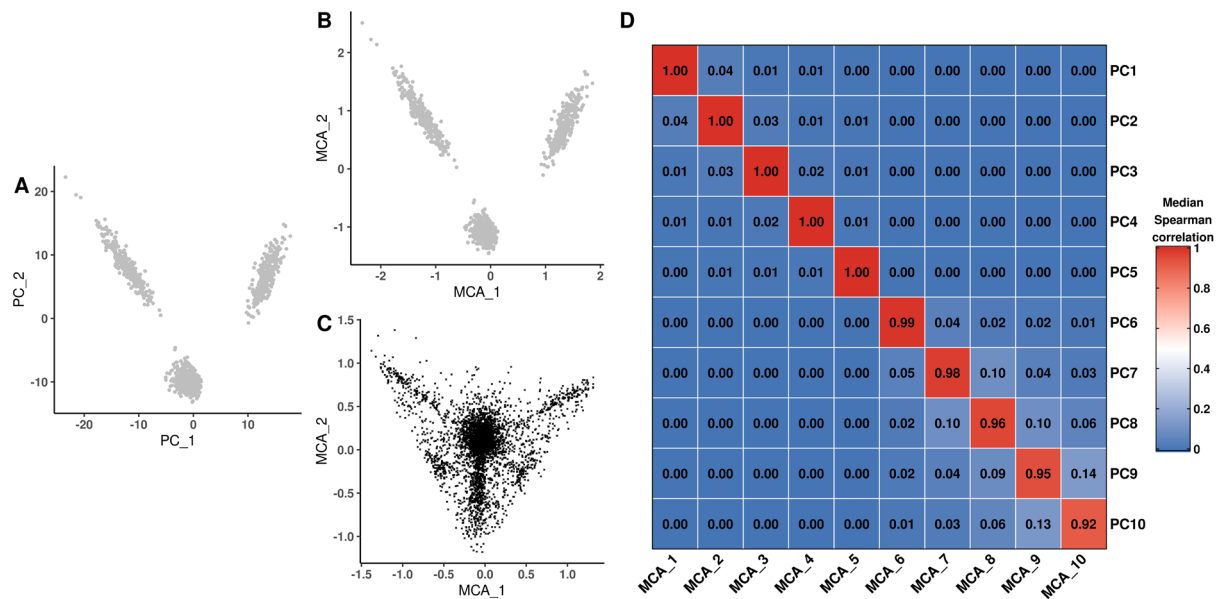 A
20
10
0
-10
PC_2
-20
-10
0
10
PC_1
B
2
1
0
-1
MCA_2
-2
-1
0
1
2
MCA_1
C
1.5
1.0
0.5
0.0
-0.5
-1.0
MCA_2
-1.5
-1.0
-0.5
0.0
0.5
1.0
MCA_1
D
1.00 0.04 0.01 0.01 0.00 0.00 0.00 0.00 0.00 0.00 PC1
0.04 1.00 0.03 0.01 0.01 0.00 0.00 0.00 0.00 0.00 PC2
0.01 0.03 1.00 0.02 0.01 0.00 0.00 0.00 0.00 0.00 PC3
0.01 0.01 0.02 1.00 0.01 0.00 0.00 0.00 0.00 0.00 PC4
0.00 0.01 0.01 0.01 1.00 0.00 0.00 0.00 0.00 0.00 PC5
0.00 0.00 0.00 0.00 0.00 0.99 0.04 0.02 0.02 0.01 PC6
0.00 0.00 0.00 0.00 0.00 0.05 0.98 0.10 0.04 0.03 PC7
0.00 0.00 0.00 0.00 0.00 0.02 0.10 0.96 0.10 0.06 PC8
0.00 0.00 0.00 0.00 0.00 0.02 0.04 0.09 0.95 0.14 PC9
0.00 0.00 0.00 0.00 0.00 0.01 0.03 0.06 0.13 0.92 PC10
MCA_1 MCA_2 MCA_3 MCA_4 MCA_5 MCA_6 MCA_7 MCA_8 MCA_9 MCA_10
Median
Spearman
correlation
1
0.8
0.6
0.4
0.2
0